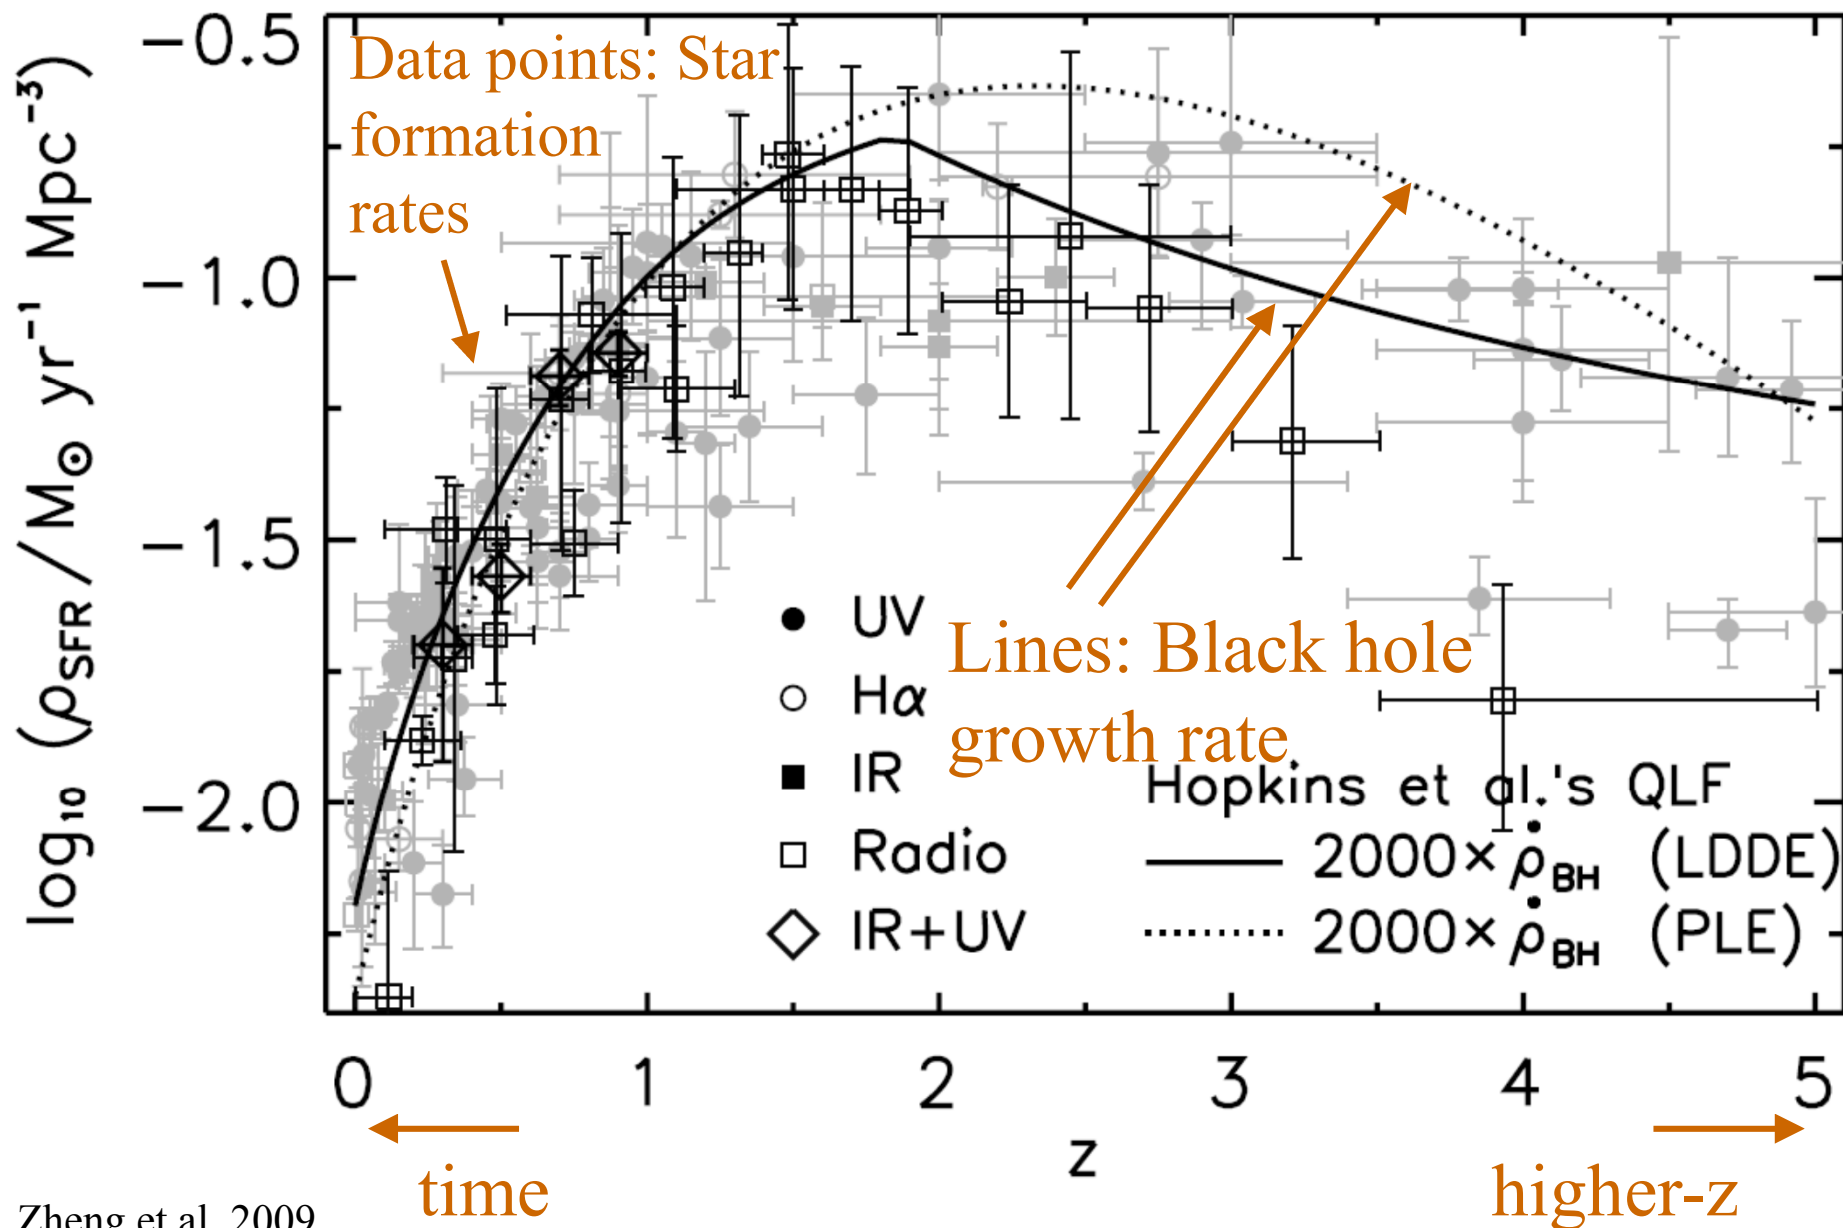 Data points: Star
formation
rates
−0.5
−1.0
−1.5
−2.0
log₁₀ (ρSFR / M⊙ yr⁻¹ Mpc⁻³)
UV
Hα
IR
Radio
IR+UV
Lines: Black hole
growth rate
Hopkins et al.'s QLF
2000×ρ̇BH (LDDE)
2000×ρ̇BH (PLE)
0 1 2 3 4 5
z
time
higher-z
Zheng et al. 2009